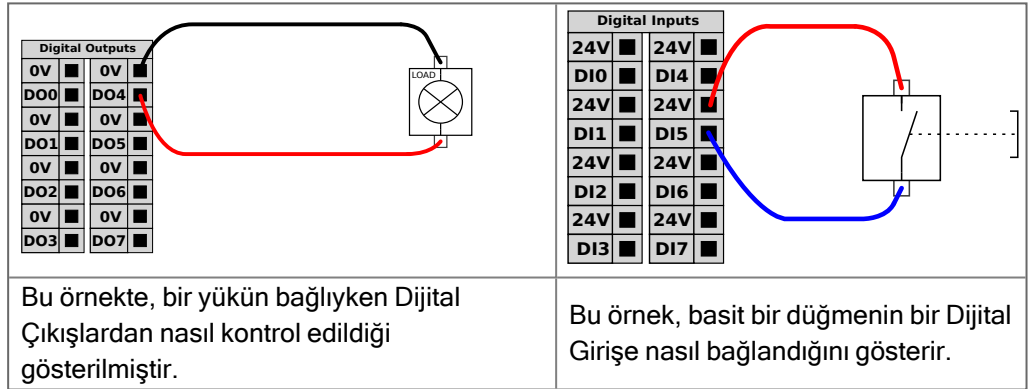 Digital Outputs
0V 0V
DO0 DO4
0V 0V
DO1 DO5
0V 0V
DO2 DO6
0V 0V
DO3 DO7
LOAD
Digital Inputs
24V 24V
DI0 DI4
24V 24V
DI1 DI5
24V 24V
DI2 DI6
24V 24V
DI3 DI7
Bu örnekte, bir yükün bağlıyken Dijital
Çıkışlardan nasıl kontrol edildiği
gösterilmiştir.
Bu örnek, basit bir düğmenin bir Dijital
Girişe nasıl bağlandığını gösterir.